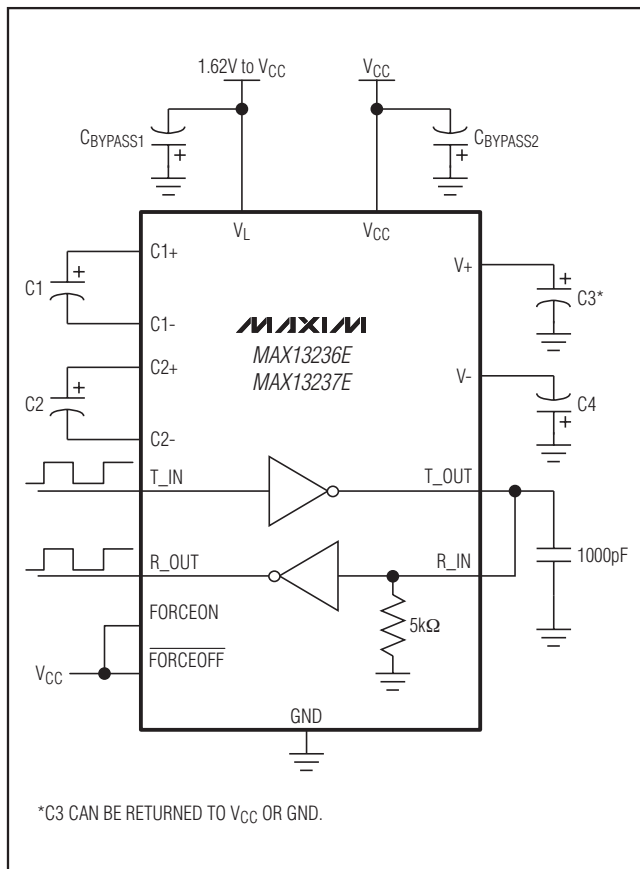 1.62V to VCC
VCC
CBYPASS1
+
CBYPASS2
+
VL
VCC
C1+
C1
+
C1-
V+
+
C3*
MAXIM
MAX13236E
MAX13237E
C2+
C2
+
C2-
V-
C4
+
T_IN
T_OUT
R_OUT
R_IN
1000pF
5kΩ
FORCEON
VCC
FORCEOFF
GND
*C3 CAN BE RETURNED TO VCC OR GND.